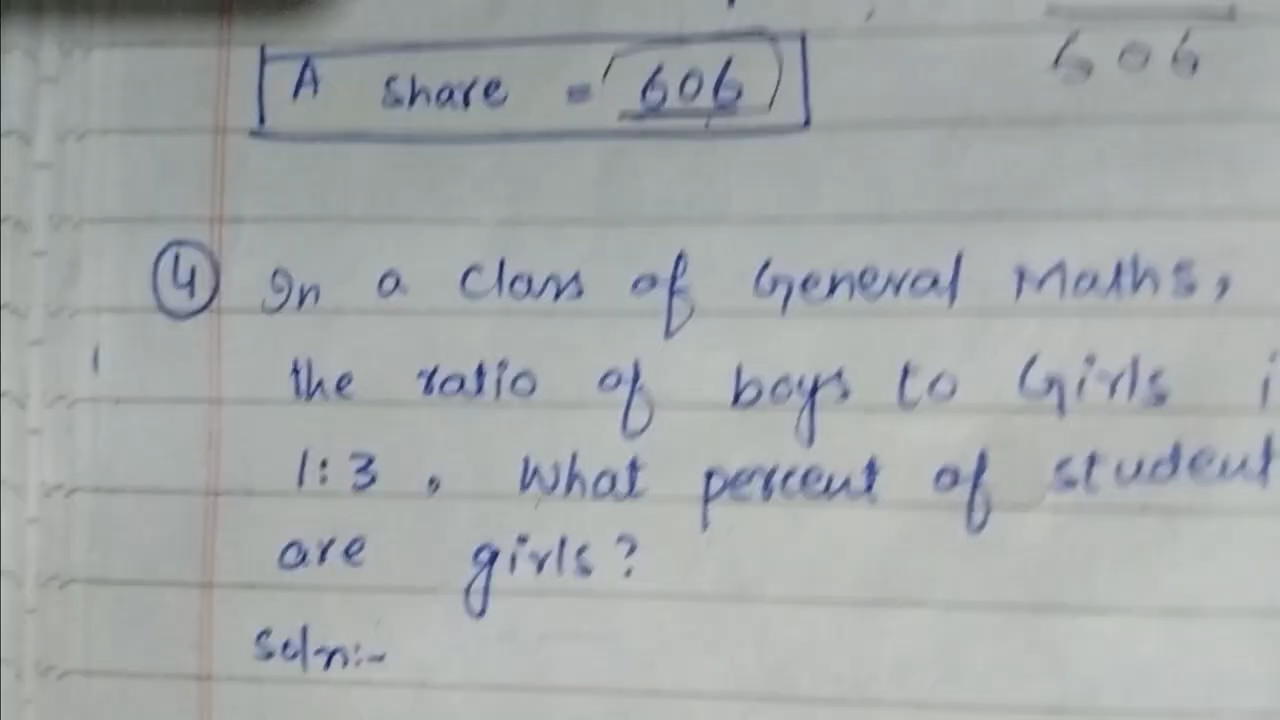 A share = 606
606
4 In a class of General Maths,
the ratio of boys to Girls i
1:3 . What percent of student
are girls?
Soln:-